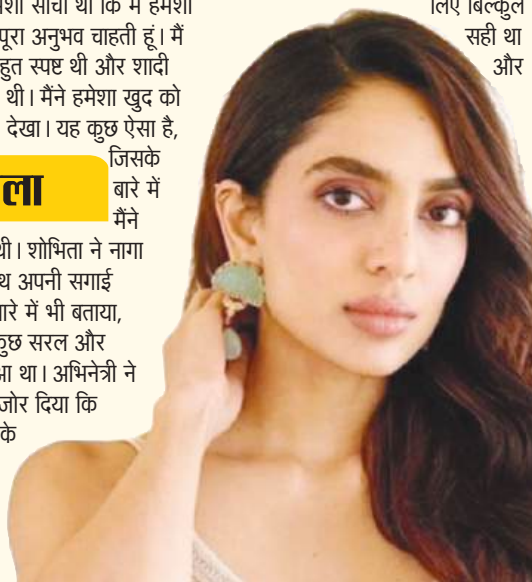 सोचा था कि मैं हमेशा
पूरा अनुभव चाहती हूं। मैं
स्पष्ट थी और शादी
थी। मैंने हमेशा खुद को
देखा। यह कुछ ऐसा है,
जिसके
बारे में
मैंने
थी। शोभिता ने नागा
अपनी सगाई
बारे में भी बताया,
कुछ सरल और
था। अभिनेत्री ने
जोर दिया कि
के
ला
लिए बिल्कुल
सही था
और